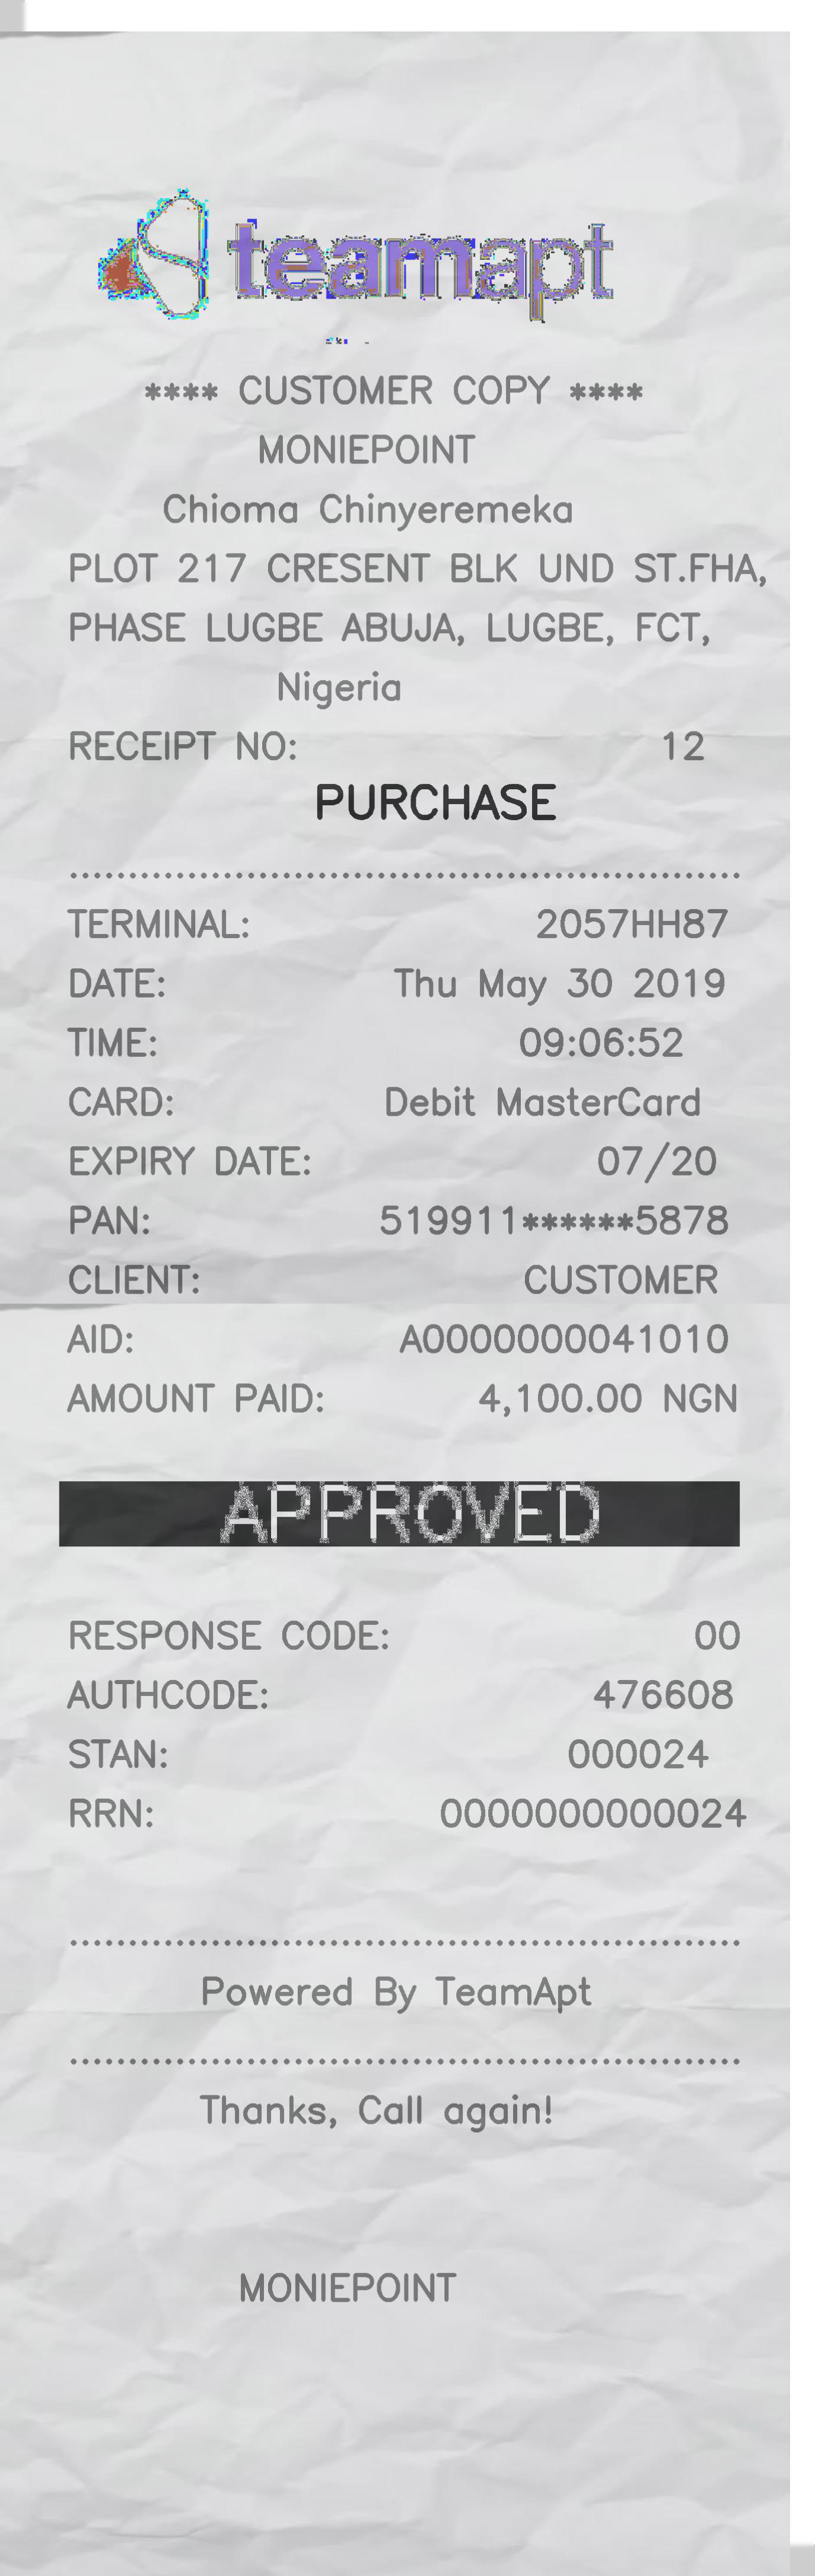 teamapt
**** CUSTOMER COPY ****
MONIEPOINT
Chioma Chinyeremeka
PLOT 217 CRESENT BLK UND ST.FHA,
PHASE LUGBE ABUJA, LUGBE, FCT,
Nigeria
RECEIPT NO: 12
PURCHASE
TERMINAL: 2057HH87
DATE: Thu May 30 2019
TIME: 09:06:52
CARD: Debit MasterCard
EXPIRY DATE: 07/20
PAN: 519911******5878
CLIENT: CUSTOMER
AID: A0000000041010
AMOUNT PAID: 4,100.00 NGN
APPROVED
RESPONSE CODE: 00
AUTHCODE: 476608
STAN: 000024
RRN: 0000000000024
Powered By TeamApt
Thanks, Call again!
MONIEPOINT